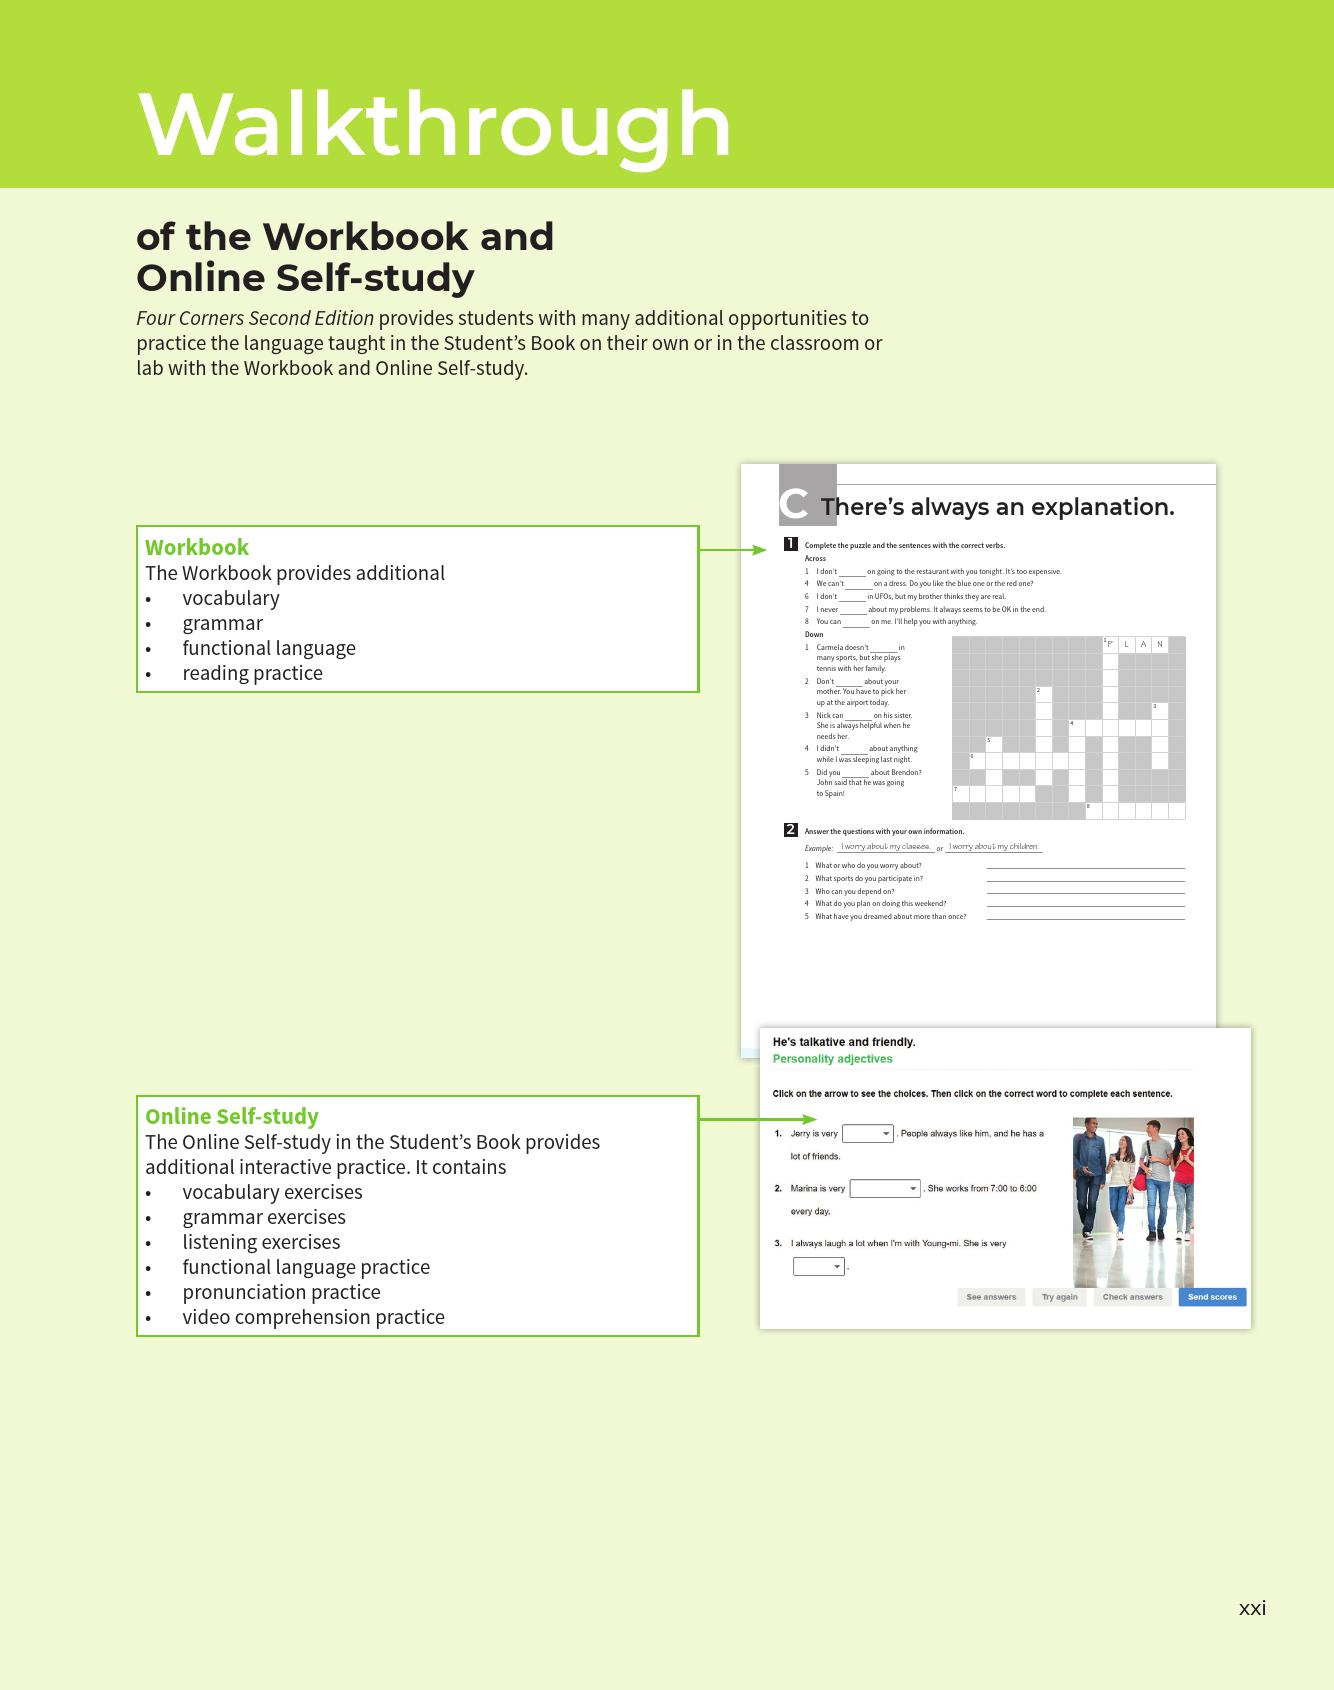 Walkthrough
of the Workbook and
Online Self-study
Four Corners Second Edition provides students with many additional opportunities to
practice the language taught in the Student's Book on their own or in the classroom or
lab with the Workbook and Online Self-study.
Workbook
The Workbook provides additional
• vocabulary
• grammar
• functional language
• reading practice
C There's always an explanation.
1 Complete the puzzle and the sentences with the correct verbs.
Across
1 I don't ______ on going to the restaurant with you tonight. It's too expensive.
4 We can't ______ on a dress. Do you like the blue one or the red one?
6 I don't ______ in UFOs, but my brother thinks they are real.
7 I never ______ about my problems. It always seems to be OK in the end.
8 You can ______ on me. I'll help you with anything.
Down
1 Carmela doesn't ______ in
many sports, but she plays
tennis with her family.
2 Don't ______ about your
mother. You have to pick her
up at the airport today.
3 Nick can ______ on his sister.
She is always helpful when he
needs her.
4 I didn't ______ about anything
while I was sleeping last night.
5 Did you ______ about Brendon?
John said that he was going
to Spain!
1 P L A N
2
3
4
5
6
7
8
2 Answer the questions with your own information.
Example: I worry about my classes. or I worry about my children.
1 What or who do you worry about?
2 What sports do you participate in?
3 Who can you depend on?
4 What do you plan on doing this weekend?
5 What have you dreamed about more than once?
Online Self-study
The Online Self-study in the Student's Book provides
additional interactive practice. It contains
• vocabulary exercises
• grammar exercises
• listening exercises
• functional language practice
• pronunciation practice
• video comprehension practice
He's talkative and friendly.
Personality adjectives
Click on the arrow to see the choices. Then click on the correct word to complete each sentence.
1. Jerry is very . People always like him, and he has a
lot of friends.
2. Marina is very . She works from 7:00 to 6:00
every day.
3. I always laugh a lot when I'm with Young-mi. She is very
.
See answers Try again Check answers Send scores
xxi